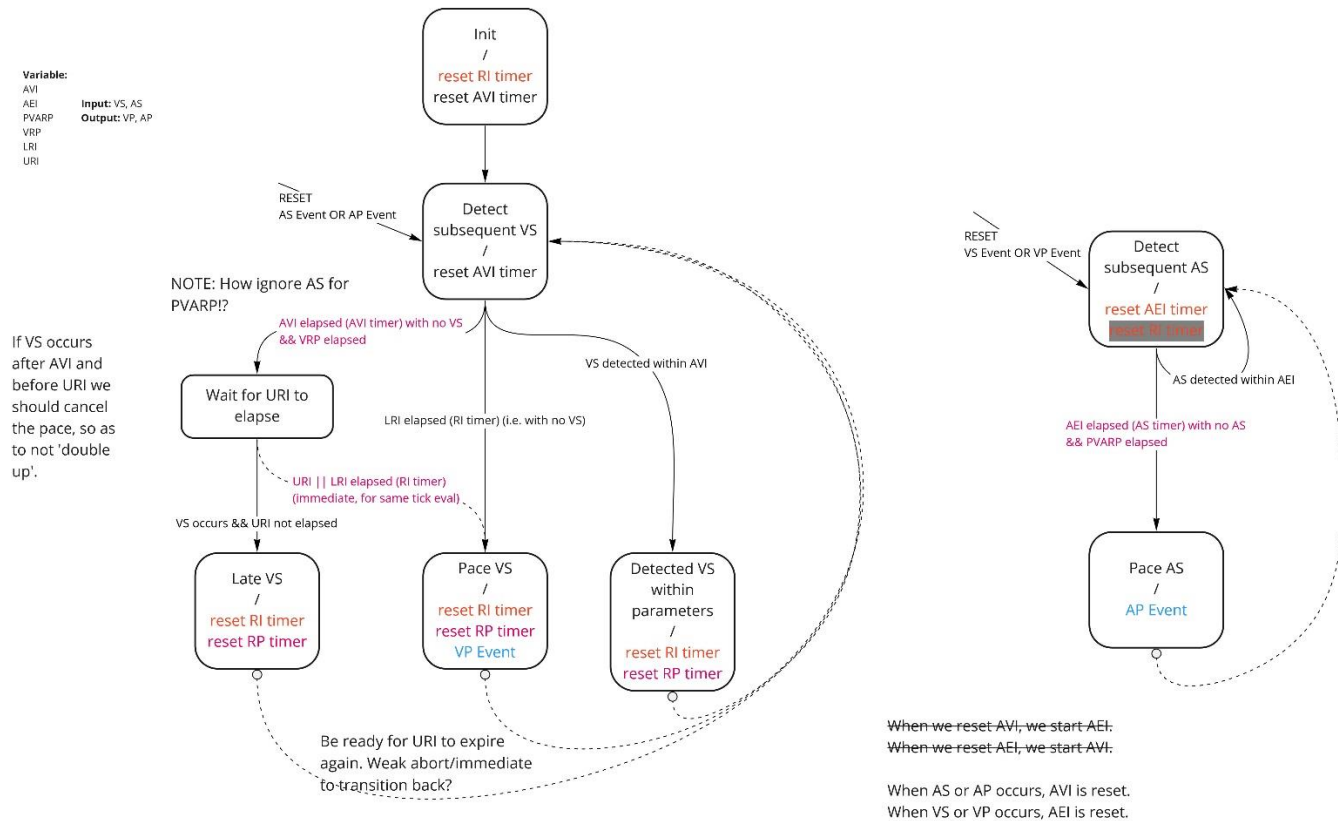 Init
/
reset RI timer
reset AVI timer
Variable:
AVI
AEI
PVARP
VRP
LRI
URI
Input: VS, AS
Output: VP, AP
RESET
AS Event OR AP Event
Detect
subsequent VS
/
reset AVI timer
NOTE: How ignore AS for
PVARP!?
If VS occurs
after AVI and
before URI we
should cancel
the pace, so as
to not 'double
up'.
AVI elapsed (AVI timer) with no VS
&& VRP elapsed
VS detected within AVI
Wait for URI to
elapse
LRI elapsed (RI timer) (i.e. with no VS)
URI || LRI elapsed (RI timer)
(immediate, for same tick eval)
VS occurs && URI not elapsed
Late VS
/
reset RI timer
reset RP timer
Pace VS
/
reset RI timer
reset RP timer
VP Event
Detected VS
within
parameters
/
reset RI timer
reset RP timer
Be ready for URI to expire
again. Weak abort/immediate
to transition back?
RESET
VS Event OR VP Event
Detect
subsequent AS
/
reset AEI timer
reset RI timer
AS detected within AEI
AEI elapsed (AS timer) with no AS
&& PVARP elapsed
Pace AS
/
AP Event
When we reset AVI, we start AEI.
When we reset AEI, we start AVI.
When AS or AP occurs, AVI is reset.
When VS or VP occurs, AEI is reset.